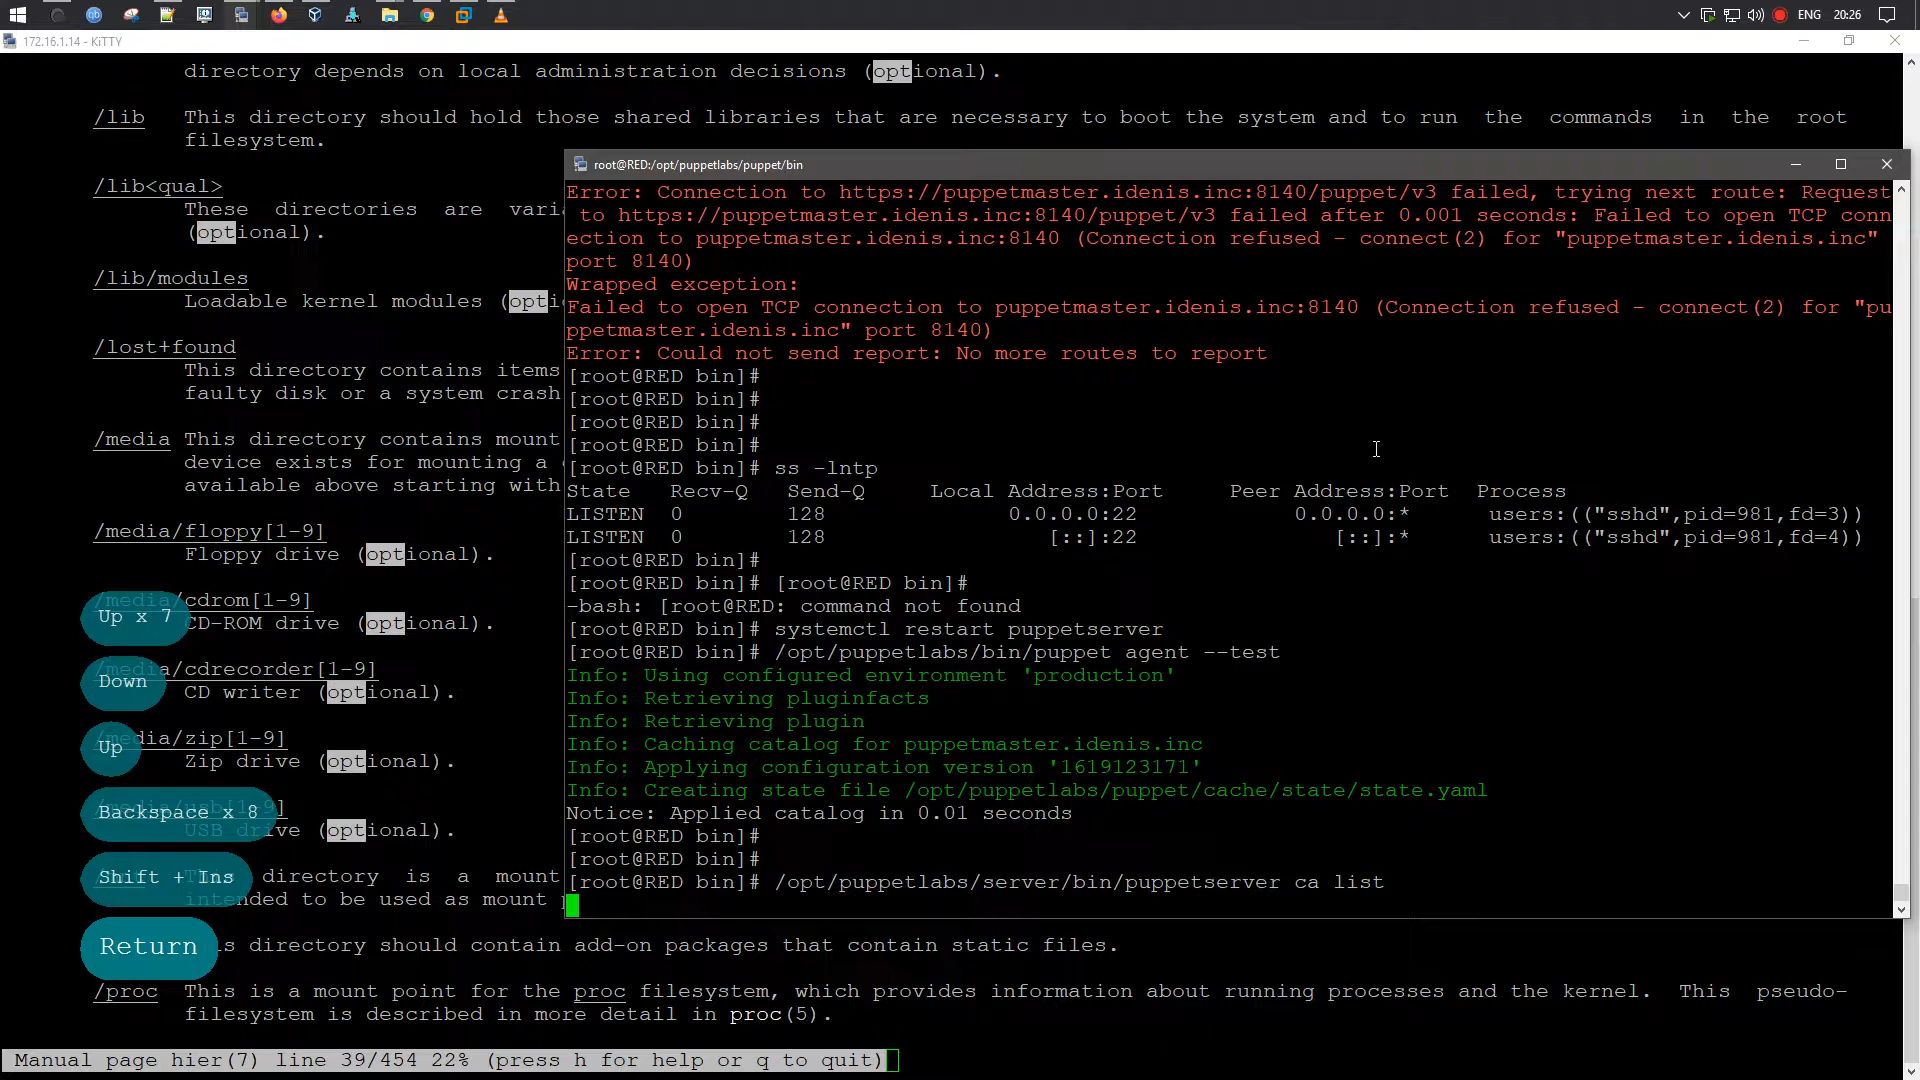 ENG 20:26
172.16.1.14 - KiTTY
directory depends on local administration decisions (optional).
/lib This directory should hold those shared libraries that are necessary to boot the system and to run the commands in the root
filesystem.
/lib<qual>
These directories are vari
(optional).
/lib/modules
Loadable kernel modules (opti
/lost+found
This directory contains items
faulty disk or a system crash
/media This directory contains mount
device exists for mounting a
available above starting with
/media/floppy[1-9]
Floppy drive (optional).
/media/cdrom[1-9]
CD-ROM drive (optional).
/media/cdrecorder[1-9]
CD writer (optional).
/media/zip[1-9]
Zip drive (optional).
/media/usb[1-9]
USB drive (optional).
directory is a mount
intended to be used as mount
is directory should contain add-on packages that contain static files.
/proc This is a mount point for the proc filesystem, which provides information about running processes and the kernel. This pseudo-
filesystem is described in more detail in proc(5).
Manual page hier(7) line 39/454 22% (press h for help or q to quit)
Up x 7
Down
Up
Backspace x 8
Shift + Ins
Return
root@RED:/opt/puppetlabs/puppet/bin
Error: Connection to https://puppetmaster.idenis.inc:8140/puppet/v3 failed, trying next route: Request
to https://puppetmaster.idenis.inc:8140/puppet/v3 failed after 0.001 seconds: Failed to open TCP conn
ection to puppetmaster.idenis.inc:8140 (Connection refused - connect(2) for "puppetmaster.idenis.inc"
port 8140)
Wrapped exception:
Failed to open TCP connection to puppetmaster.idenis.inc:8140 (Connection refused - connect(2) for "pu
ppetmaster.idenis.inc" port 8140)
Error: Could not send report: No more routes to report
[root@RED bin]#
[root@RED bin]#
[root@RED bin]#
[root@RED bin]#
[root@RED bin]# ss -lntp
State Recv-Q Send-Q Local Address:Port Peer Address:Port Process
LISTEN 0 128 0.0.0.0:22 0.0.0.0:* users:(("sshd",pid=981,fd=3))
LISTEN 0 128 [::]:22 [::]:* users:(("sshd",pid=981,fd=4))
[root@RED bin]#
[root@RED bin]# [root@RED bin]#
-bash: [root@RED: command not found
[root@RED bin]# systemctl restart puppetserver
[root@RED bin]# /opt/puppetlabs/bin/puppet agent --test
Info: Using configured environment 'production'
Info: Retrieving pluginfacts
Info: Retrieving plugin
Info: Caching catalog for puppetmaster.idenis.inc
Info: Applying configuration version '1619123171'
Info: Creating state file /opt/puppetlabs/puppet/cache/state/state.yaml
Notice: Applied catalog in 0.01 seconds
[root@RED bin]#
[root@RED bin]#
[root@RED bin]# /opt/puppetlabs/server/bin/puppetserver ca list